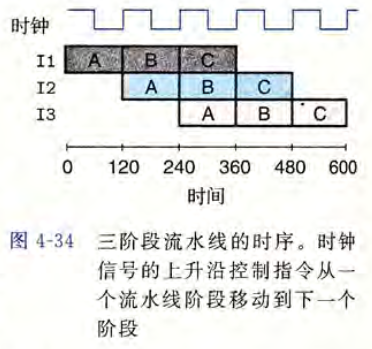 时钟
I1 A B C
I2 A B C
I3 A B C
0 120 240 360 480 600
时间
图 4-34 三阶段流水线的时序。时钟
信号的上升沿控制指令从一
个流水线阶段移动到下一个
阶段